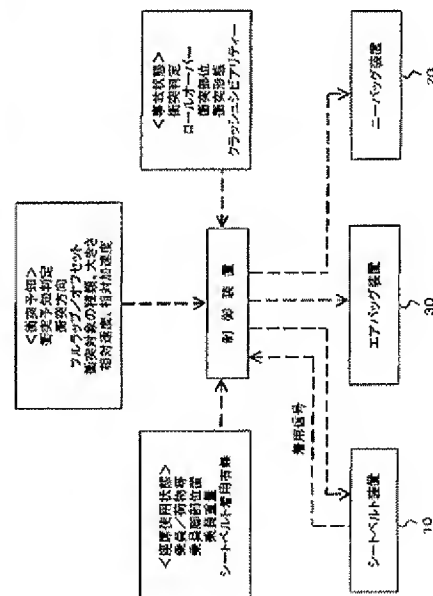 <衝突予知>
衝突予知判定
衝突方向
フルラップ/オフセット
衝突対象の種類、大きさ
相対速度、相対加速度
<事故状態>
衝突判定
ロールオーバー
衝突部位
衝突形態
クラッシュシビアリティー
<座席使用状態>
乗員/荷物等
乗員脚的位置
乗員重量
シートベルト着用有無
制御装置
着用信号
シートベルト装置
エアバッグ装置
ニーバッグ装置
10
30
20